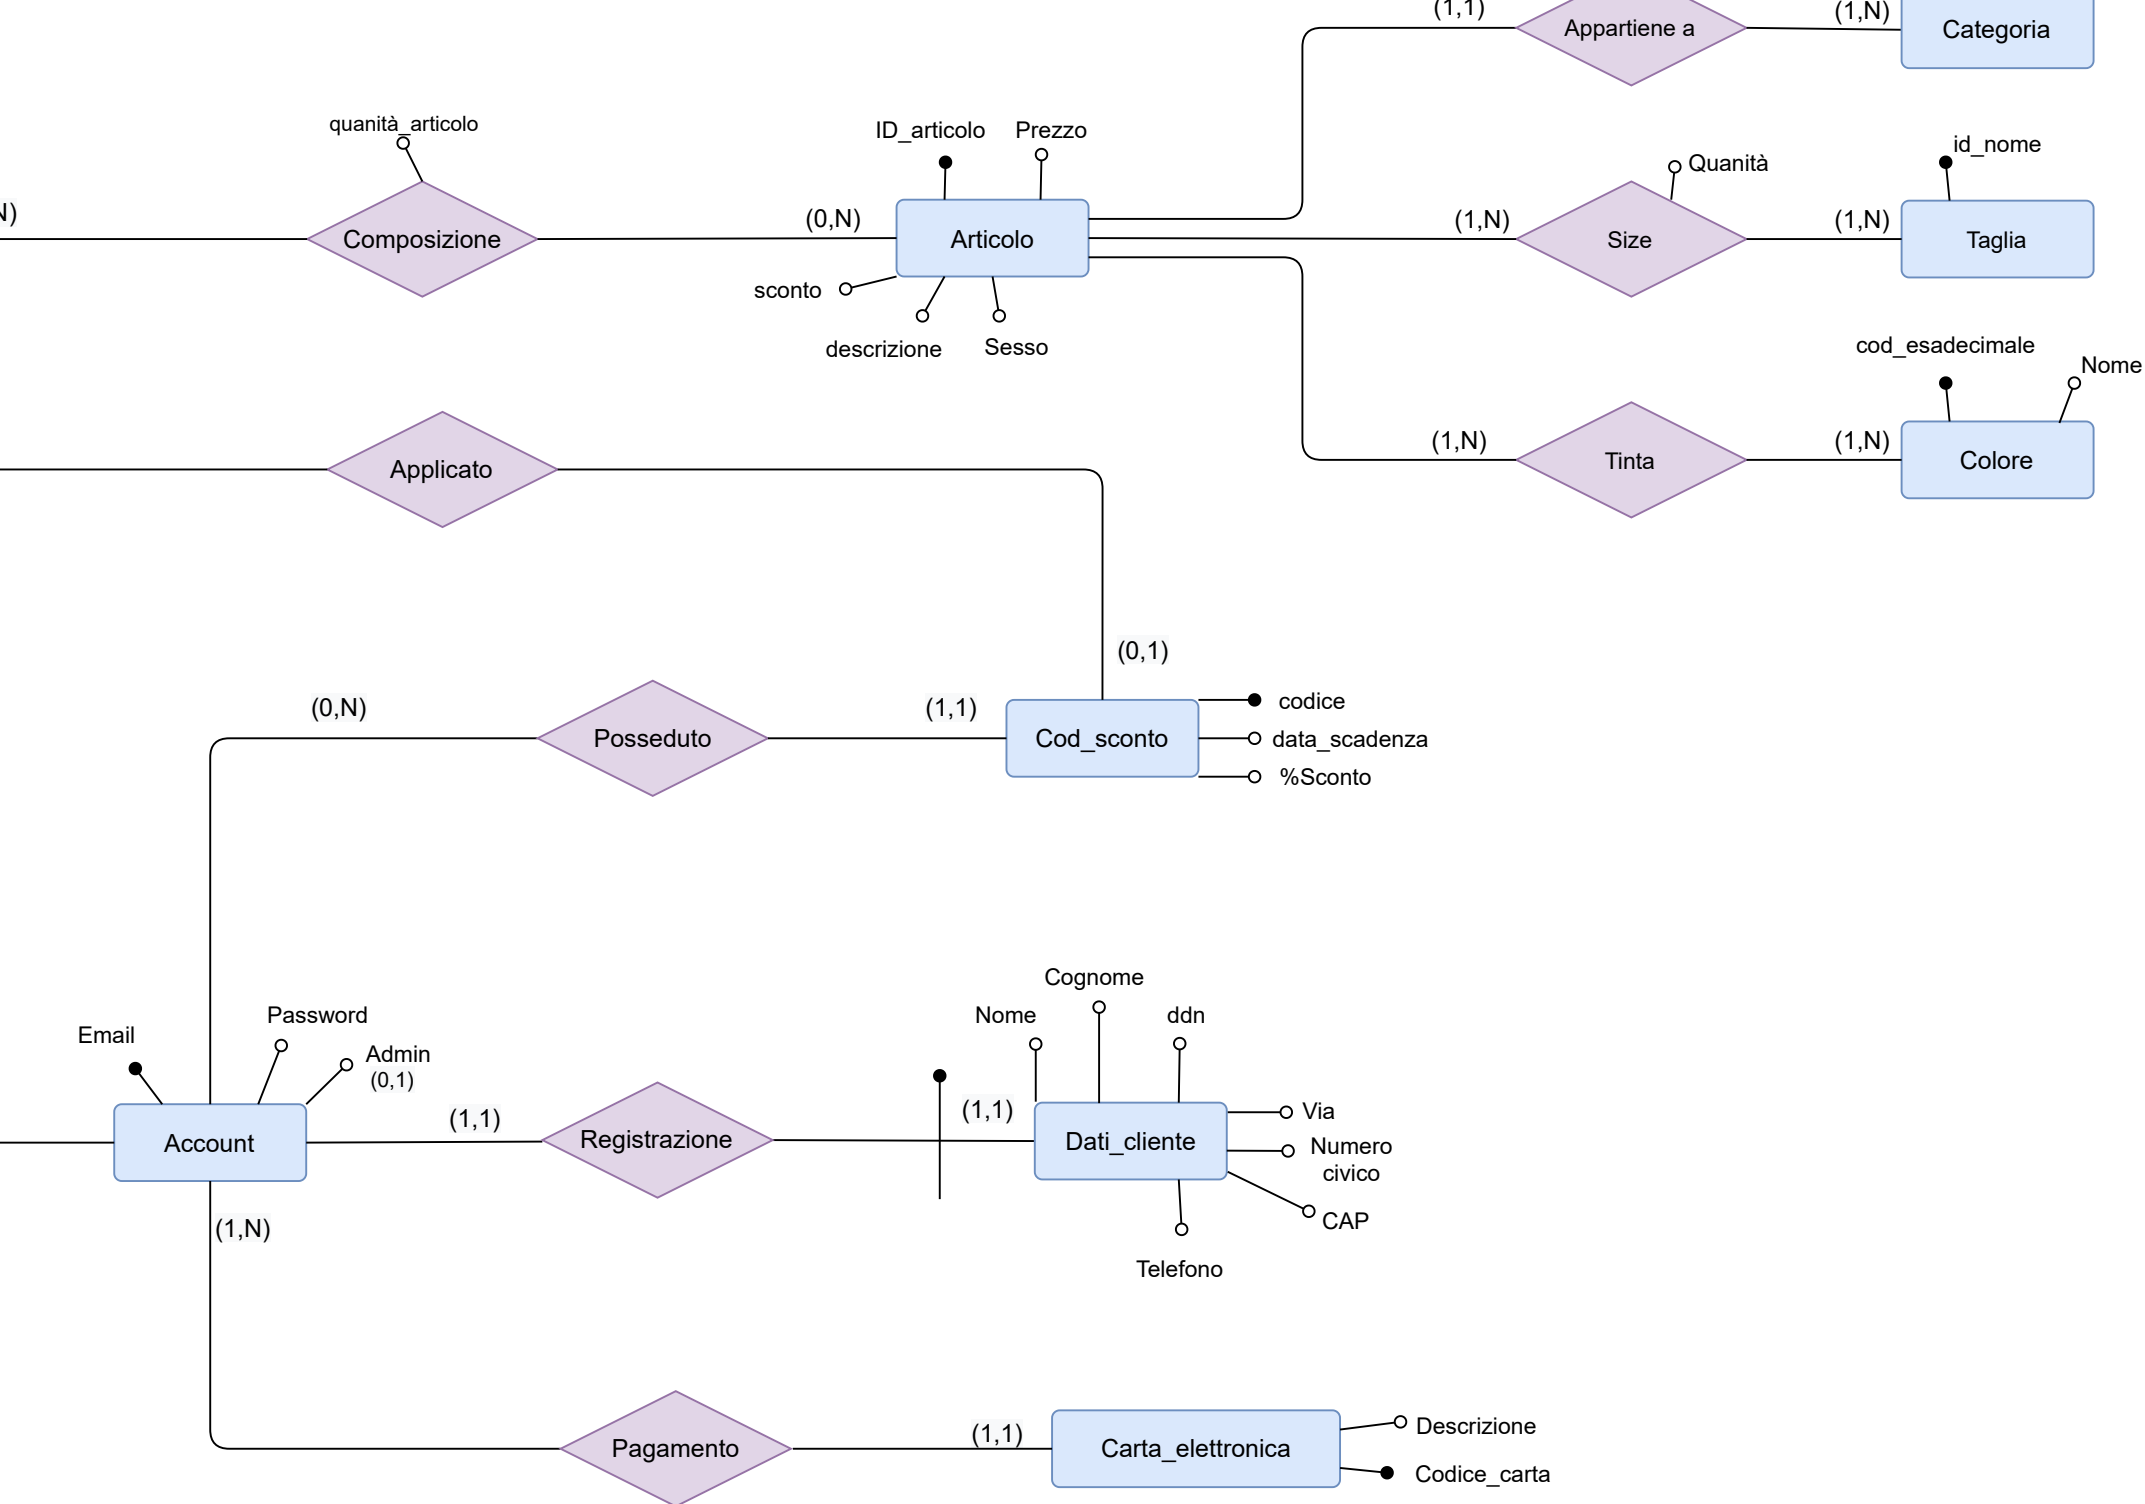 (1,1)
(1,N)
Appartiene a
Categoria
quanità_articolo
ID_articolo
Prezzo
id_nome
Quanità
N)
(0,N)
(1,N)
(1,N)
Composizione
Articolo
Size
Taglia
sconto
descrizione
Sesso
cod_esadecimale
Nome
(1,N)
(1,N)
Applicato
Tinta
Colore
(0,1)
(0,N)
(1,1)
codice
Posseduto
Cod_sconto
data_scadenza
%Sconto
Cognome
Nome
ddn
Password
Email
Admin
(0,1)
(1,1)
(1,1)
Via
Account
Registrazione
Dati_cliente
Numero
civico
CAP
(1,N)
Telefono
(1,1)
Descrizione
Pagamento
Carta_elettronica
Codice_carta